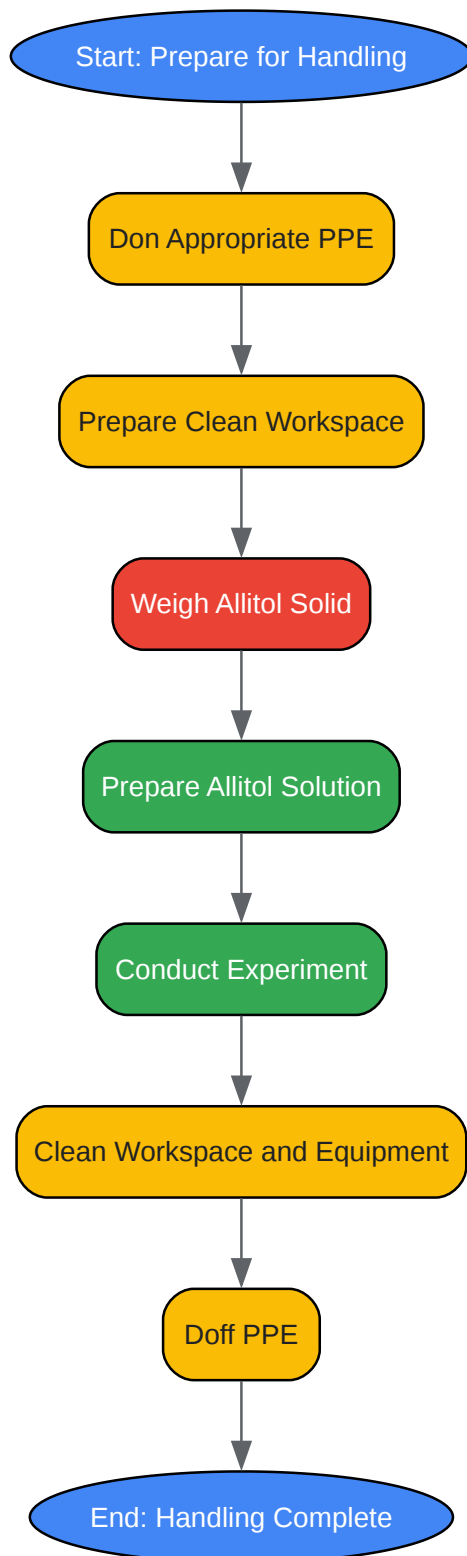 Start: Prepare for Handling
Don Appropriate PPE
Prepare Clean Workspace
Weigh Allitol Solid
Prepare Allitol Solution
Conduct Experiment
Clean Workspace and Equipment
Doff PPE
End: Handling Complete